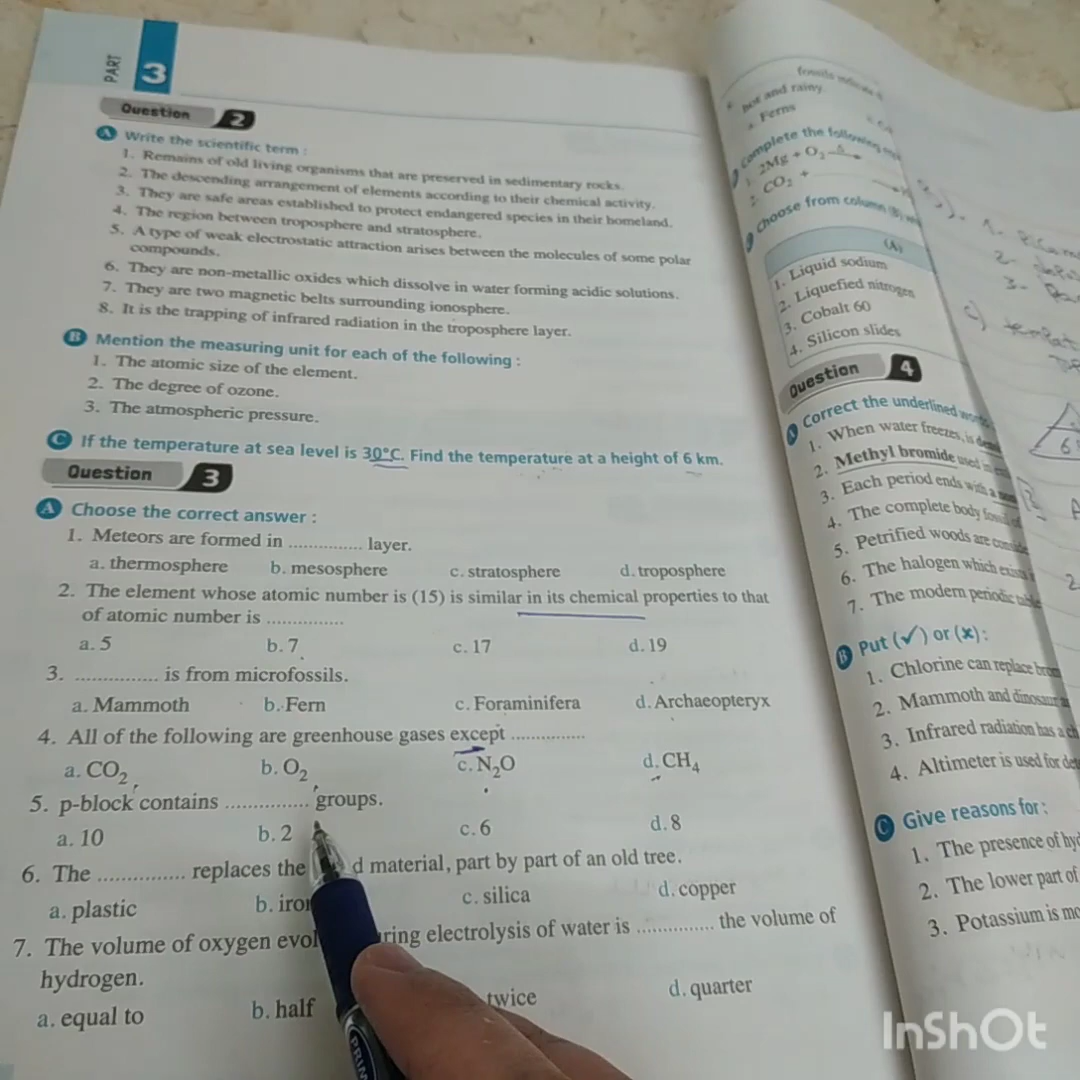 PART 3
Question 2
A Write the scientific term :
1. Remains of old living organisms that are preserved in sedimentary rocks.
2. The descending arrangement of elements according to their chemical activity.
3. They are safe areas established to protect endangered species in their homeland.
4. The region between troposphere and stratosphere.
5. A type of weak electrostatic attraction arises between the molecules of some polar
compounds.
6. They are non-metallic oxides which dissolve in water forming acidic solutions.
7. They are two magnetic belts surrounding ionosphere.
8. It is the trapping of infrared radiation in the troposphere layer.
B Mention the measuring unit for each of the following :
1. The atomic size of the element.
2. The degree of ozone.
3. The atmospheric pressure.
C If the temperature at sea level is 30°C. Find the temperature at a height of 6 km.
Question 3
A Choose the correct answer :
1. Meteors are formed in .............. layer.
a. thermosphere b. mesosphere c. stratosphere d. troposphere
2. The element whose atomic number is (15) is similar in its chemical properties to that
of atomic number is ..............
a. 5 b. 7 c. 17 d. 19
3. .............. is from microfossils.
a. Mammoth b. Fern c. Foraminifera d. Archaeopteryx
4. All of the following are greenhouse gases except ..............
a. CO₂ b. O₂ c. N₂O d. CH₄
5. p-block contains .............. groups.
a. 10 b. 2 c. 6 d. 8
6. The .............. replaces the d material, part by part of an old tree.
a. plastic b. iron c. silica d. copper
7. The volume of oxygen evol ring electrolysis of water is .............. the volume of
hydrogen.
a. equal to b. half twice d. quarter
hot and rainy
a. Ferns
Complete the following
1. 2Mg + O₂ Δ→
2. CO₂ +
Choose from column (B)
(A)
1. Liquid sodium
2. Liquefied nitrogen
3. Cobalt 60
4. Silicon slides
Question 4
A Correct the underlined words
1. When water freezes, is
2. Methyl bromide used in
3. Each period ends with a
4. The complete body fossil of
5. Petrified woods are
6. The halogen which exists
7. The modern periodic table
B Put (✓) or (✗) :
1. Chlorine can replace
2. Mammoth and dinosaur
3. Infrared radiation has a
4. Altimeter is used for
C Give reasons for :
1. The presence of
2. The lower part of
3. Potassium is
PRIM
InShOt